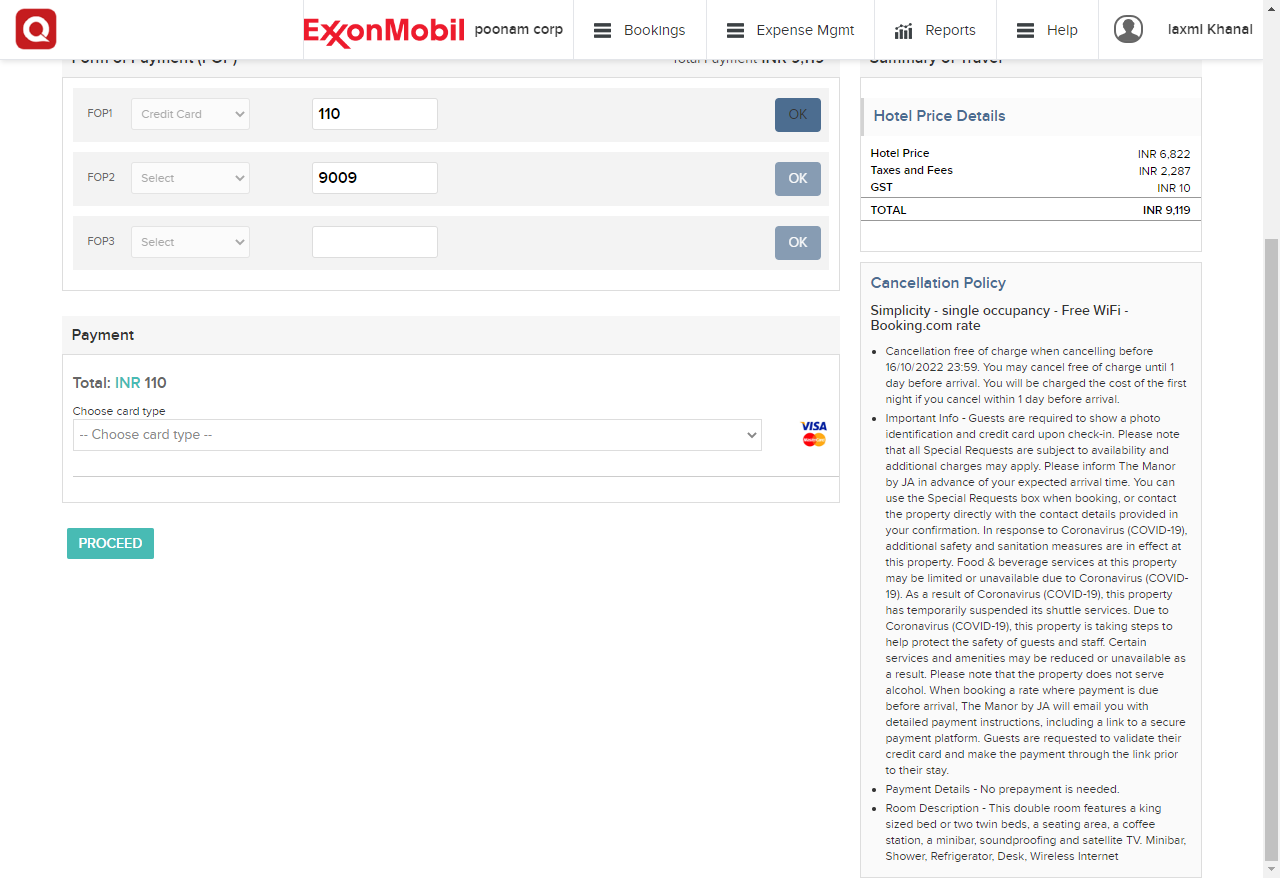 Q
ExxonMobil poonam corp Bookings Expense Mgmt Reports Help laxmi Khanal
Form of Payment (FOP) Total Payment INR 9,119
FOP1 Credit Card 110 OK
FOP2 Select 9009 OK
FOP3 Select OK
Payment
Total: INR 110
Choose card type
-- Choose card type --
VISA
MasterCard
PROCEED
Summary of Travel
Hotel Price Details
Hotel Price INR 6,822
Taxes and Fees INR 2,287
GST INR 10
TOTAL INR 9,119
Cancellation Policy
Simplicity - single occupancy - Free WiFi -
Booking.com rate
Cancellation free of charge when cancelling before
16/10/2022 23:59. You may cancel free of charge until 1
day before arrival. You will be charged the cost of the first
night if you cancel within 1 day before arrival.
Important Info - Guests are required to show a photo
identification and credit card upon check-in. Please note
that all Special Requests are subject to availability and
additional charges may apply. Please inform The Manor
by JA in advance of your expected arrival time. You can
use the Special Requests box when booking, or contact
the property directly with the contact details provided in
your confirmation. In response to Coronavirus (COVID-19),
additional safety and sanitation measures are in effect at
this property. Food & beverage services at this property
may be limited or unavailable due to Coronavirus (COVID-
19). As a result of Coronavirus (COVID-19), this property
has temporarily suspended its shuttle services. Due to
Coronavirus (COVID-19), this property is taking steps to
help protect the safety of guests and staff. Certain
services and amenities may be reduced or unavailable as
a result. Please note that the property does not serve
alcohol. When booking a rate where payment is due
before arrival, The Manor by JA will email you with
detailed payment instructions, including a link to a secure
payment platform. Guests are requested to validate their
credit card and make the payment through the link prior
to their stay.
Payment Details - No prepayment is needed.
Room Description - This double room features a king
sized bed or two twin beds, a seating area, a coffee
station, a minibar, soundproofing and satellite TV. Minibar,
Shower, Refrigerator, Desk, Wireless Internet